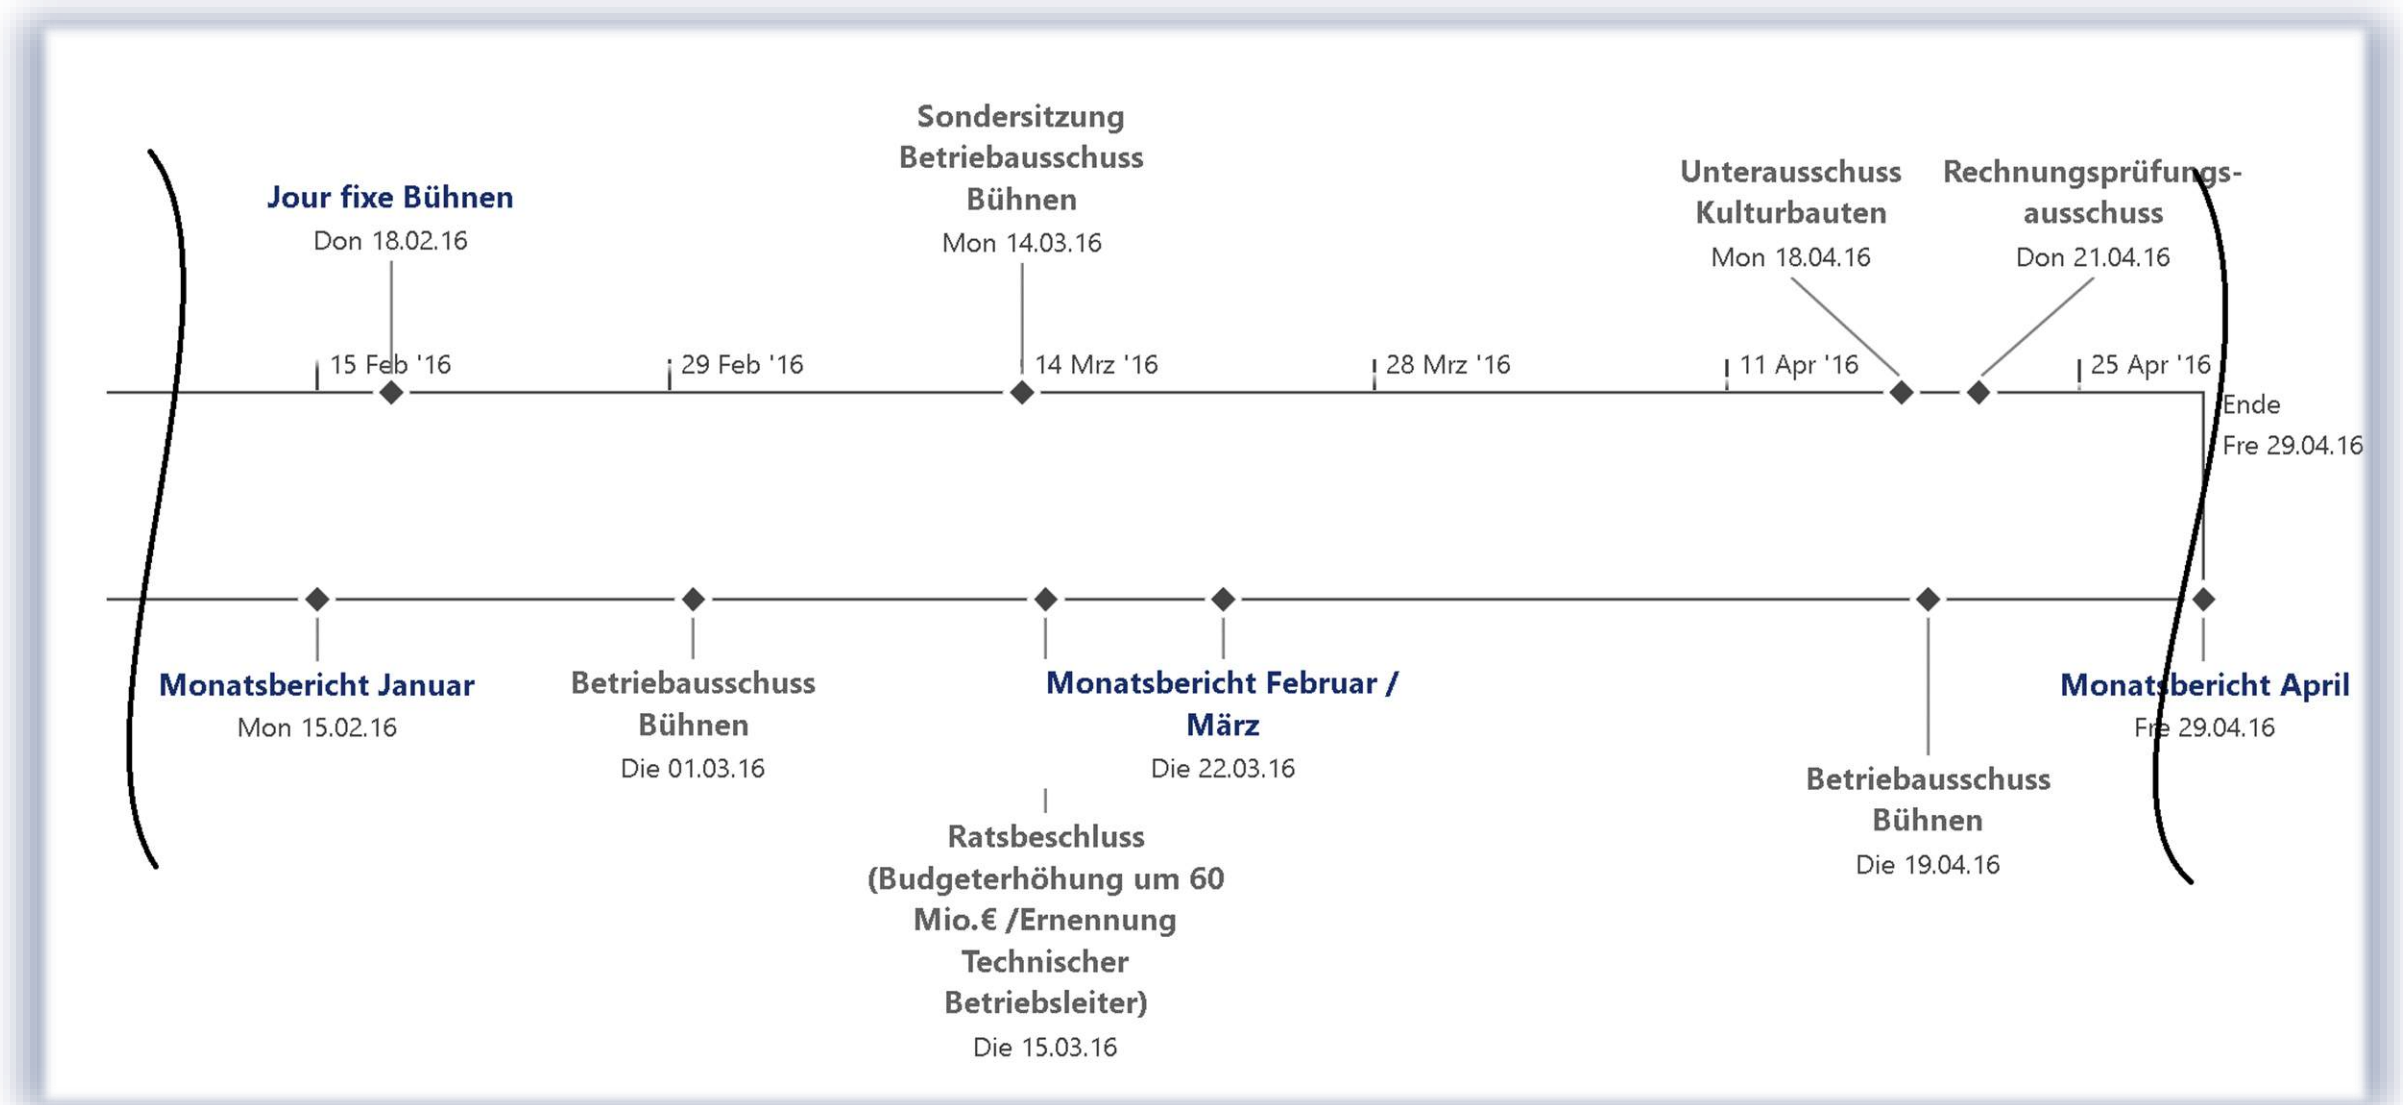 Sondersitzung
Betriebausschuss
Bühnen
Mon 14.03.16
Jour fixe Bühnen
Don 18.02.16
Unterausschuss
Kulturbauten
Mon 18.04.16
Rechnungsprüfungs-
ausschuss
Don 21.04.16
15 Feb '16
29 Feb '16
14 Mrz '16
28 Mrz '16
11 Apr '16
25 Apr '16
Ende
Fre 29.04.16
Monatsbericht Januar
Mon 15.02.16
Betriebausschuss
Bühnen
Die 01.03.16
Monatsbericht Februar /
März
Die 22.03.16
Monatsbericht April
Fre 29.04.16
Betriebausschuss
Bühnen
Die 19.04.16
Ratsbeschluss
(Budgeterhöhung um 60
Mio.€ /Ernennung
Technischer
Betriebsleiter)
Die 15.03.16